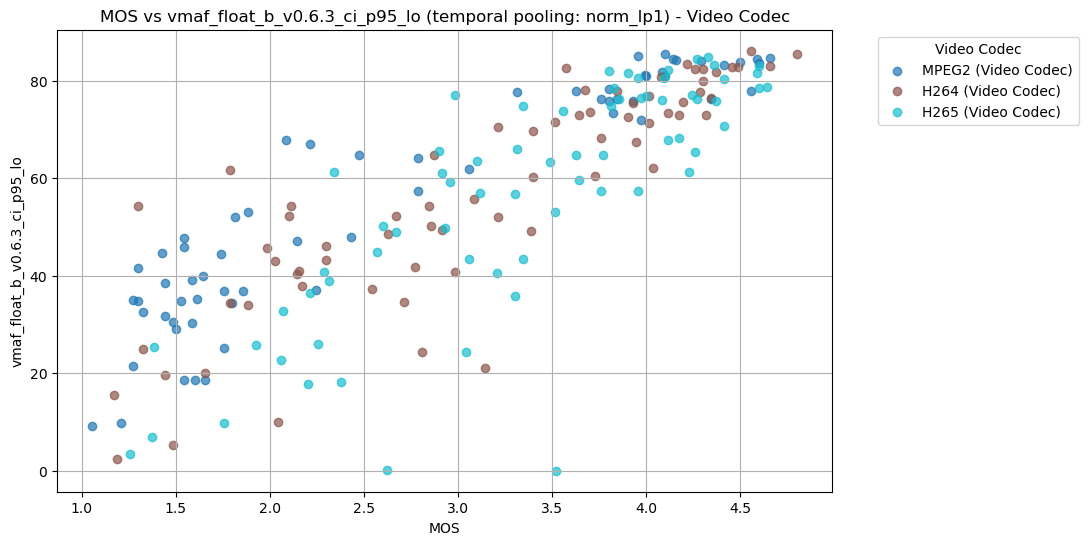 MOS vs vmaf_float_b_v0.6.3_ci_p95_lo (temporal pooling: norm_lp1) - Video Codec
Video Codec
MPEG2 (Video Codec)
H264 (Video Codec)
H265 (Video Codec)
vmaf_float_b_v0.6.3_ci_p95_lo
80
60
40
20
0
1.0 1.5 2.0 2.5 3.0 3.5 4.0 4.5
MOS